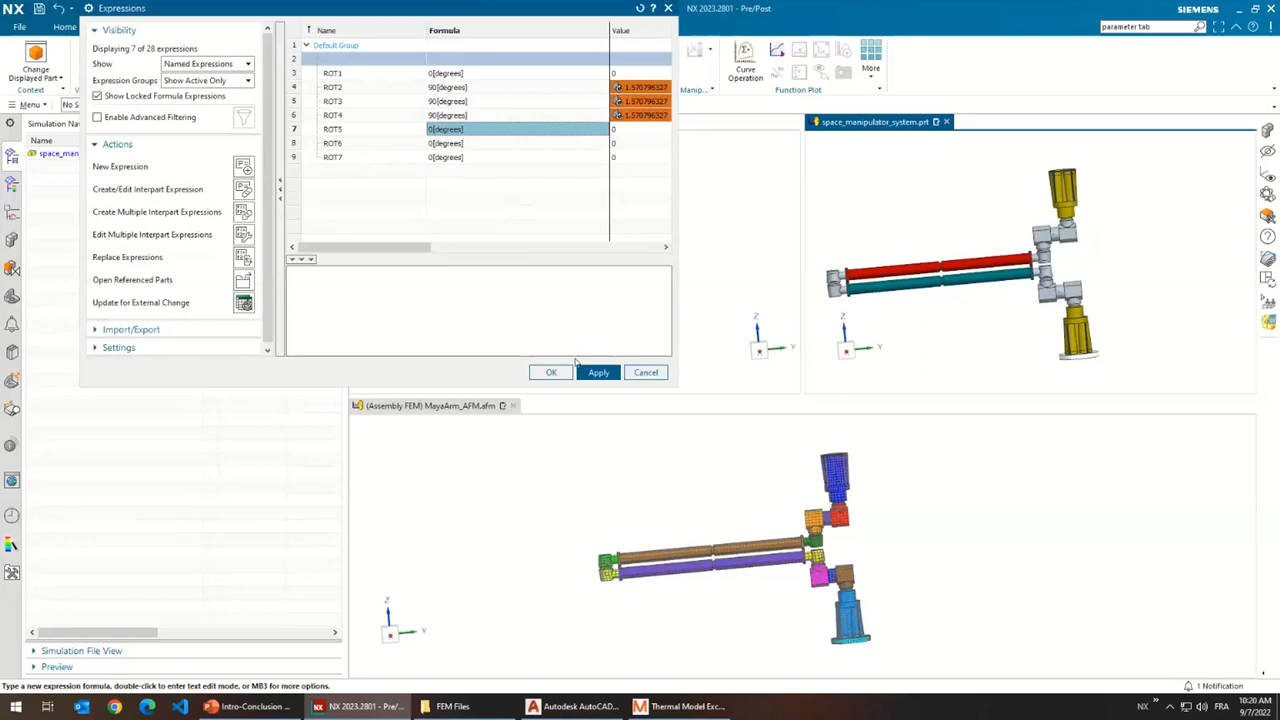 NX
NX 2023.2801 - Pre/Post
SIEMENS
File
Home
Change
Displayed Part
Context
Menu
No S
Simulation Na
Name
space_man
Expressions
Visibility
Displaying 7 of 28 expressions
Show
Named Expressions
Expression Groups
Show Active Only
Show Locked Formula Expressions
Enable Advanced Filtering
Actions
New Expression
Create/Edit Interpart Expression
Create Multiple Interpart Expressions
Edit Multiple Interpart Expressions
Replace Expressions
Open Referenced Parts
Update for External Change
Import/Export
Settings
Name Formula Value
1 Default Group
2
3 ROT1 0[degrees] 0
4 ROT2 90[degrees] 1.570796327
5 ROT3 90[degrees] 1.570796327
6 ROT4 90[degrees] 1.570796327
7 ROT5 0[degrees] 0
8 ROT6 0[degrees] 0
9 ROT7 0[degrees] 0
OK
Apply
Cancel
parameter tab
Curve
Operation
More
Manip...
Function Plot
space_manipulator_system.prt
Z
Y
Z
Y
(Assembly FEM) MayaArm_AFM.afm
Z
Y
Simulation File View
Preview
Type a new expression formula, double-click to enter text edit mode, or MB3 for more options.
1 Notification
Intro-Conclusion ...
NX 2023.2801 - Pre/...
FEM Files
Autodesk AutoCAD...
Thermal Model Exc...
NX
FR
10:20 AM
9/7/2022